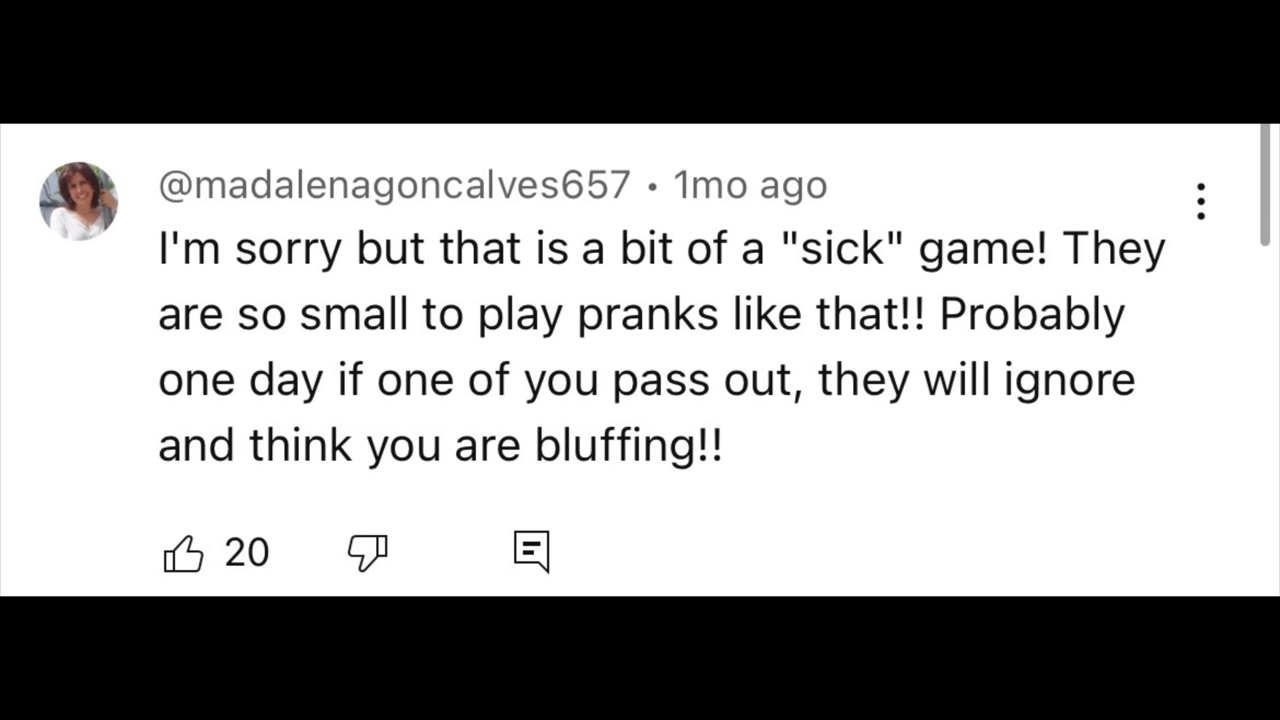 @madalenagoncalves657 • 1mo ago
I'm sorry but that is a bit of a "sick" game! They
are so small to play pranks like that!! Probably
one day if one of you pass out, they will ignore
and think you are bluffing!!
20